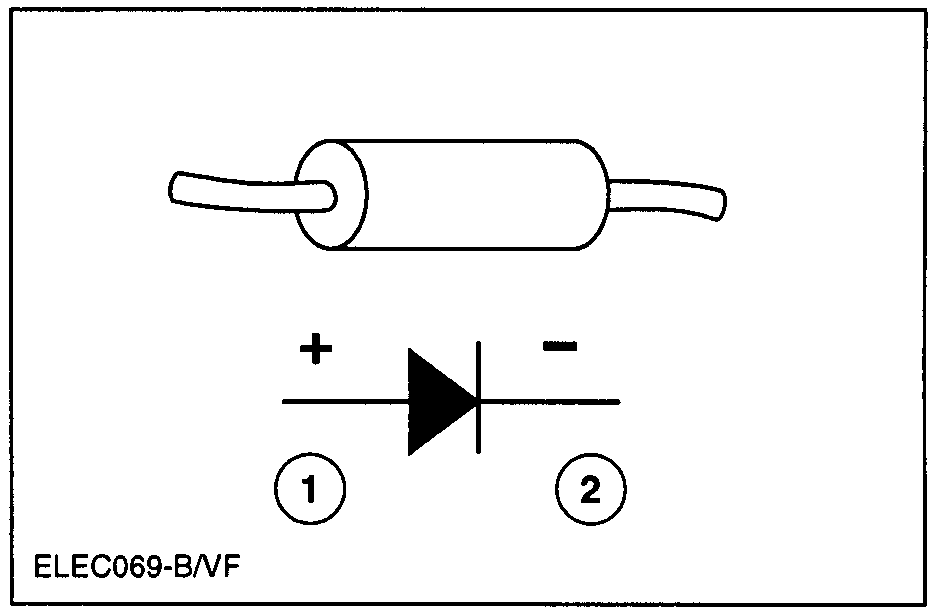 + −
1 2
ELEC069-B/VF